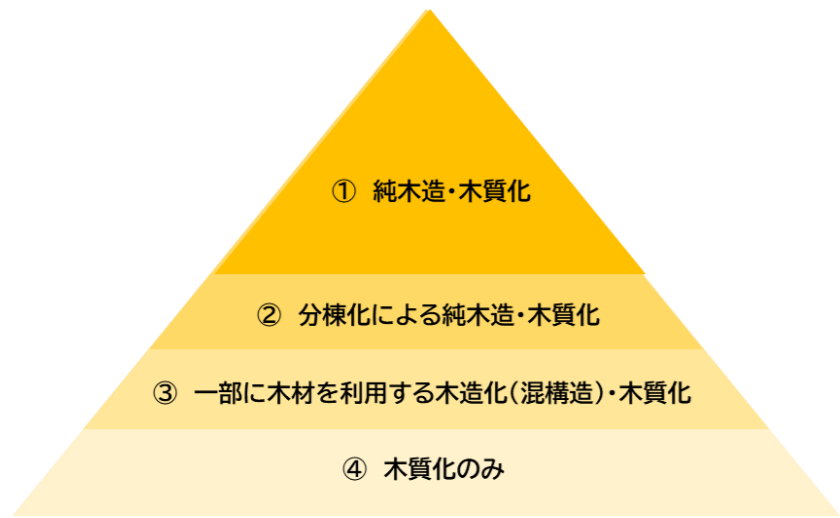 ① 純木造・木質化
② 分棟化による純木造・木質化
③ 一部に木材を利用する木造化(混構造)・木質化
④ 木質化のみ